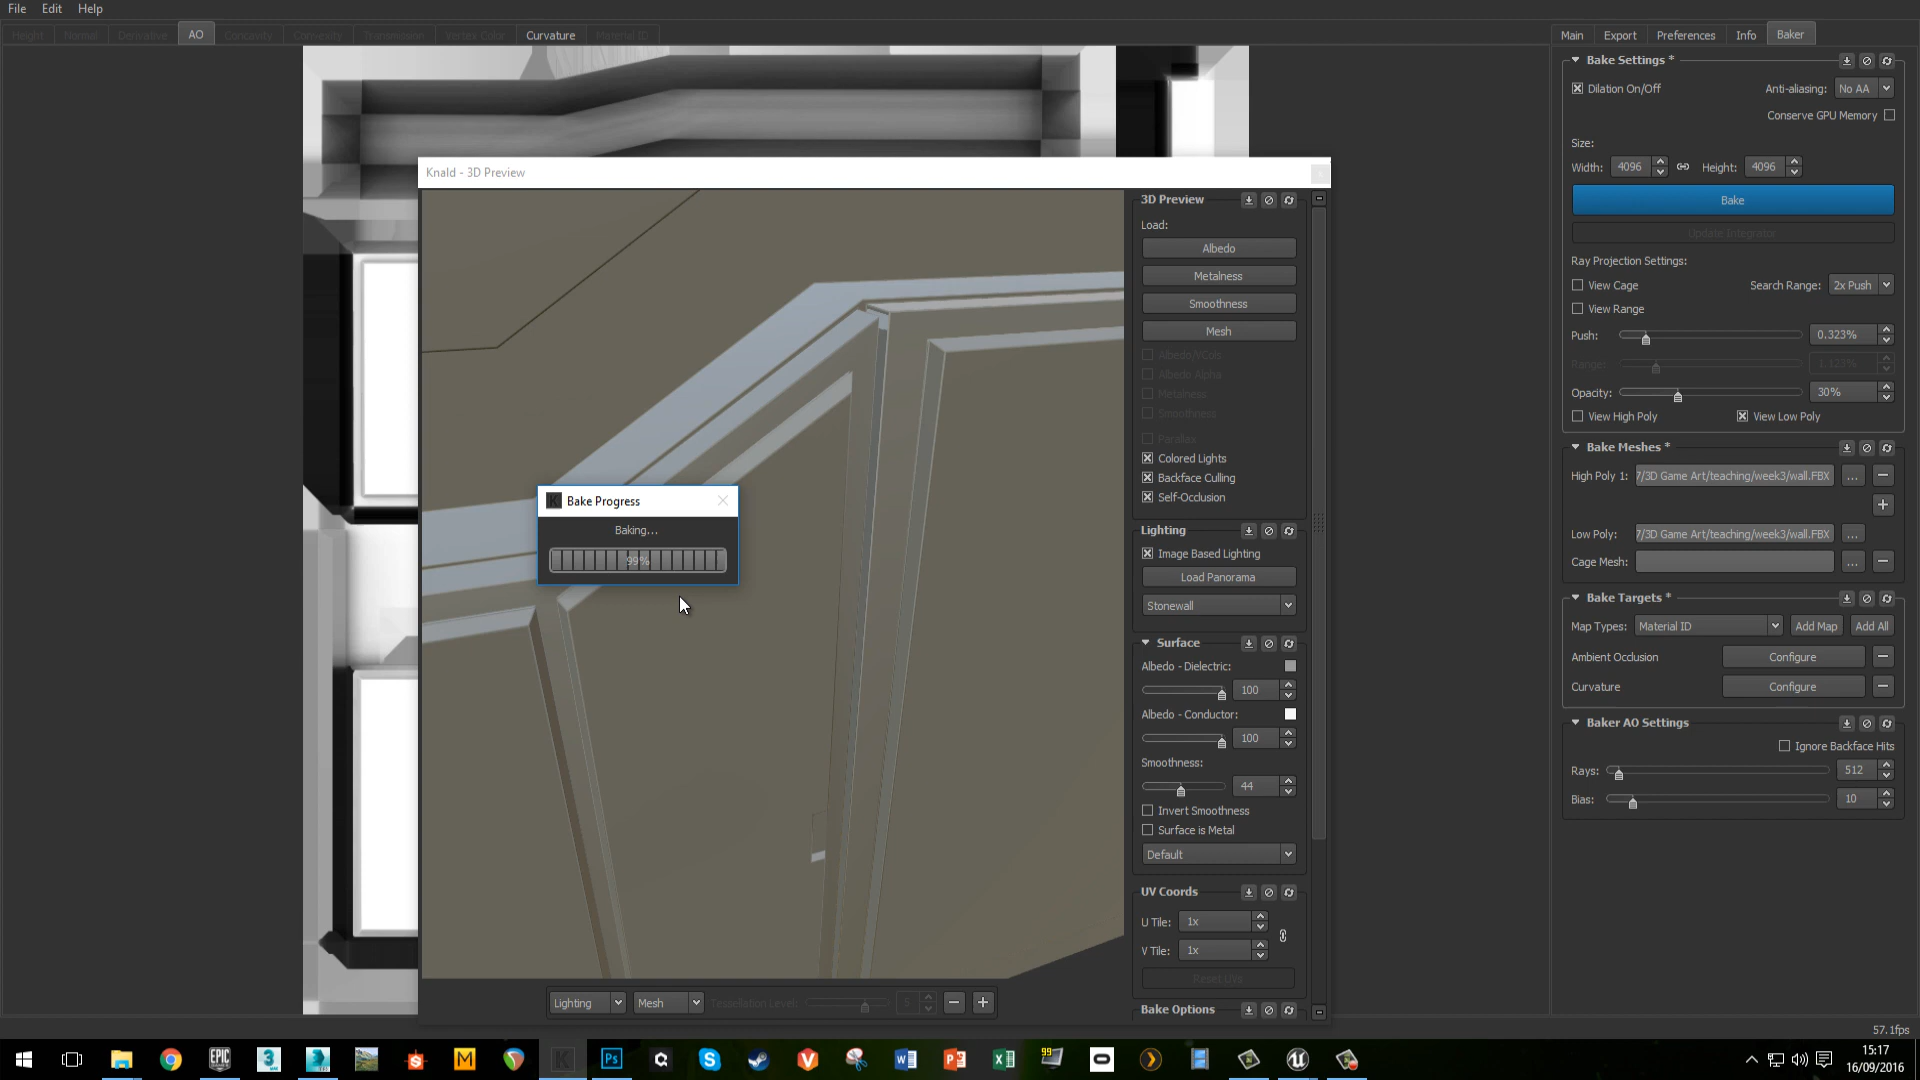 File Edit Help
Height Normal Derivative AO Concavity Convexity Transmission Vertex Color Curvature Material ID
Main Export Preferences Info Baker
Bake Settings *
Dilation On/Off Anti-aliasing: No AA
Conserve GPU Memory
Size:
Width: 4096 Height: 4096
Bake
Update Integrator
Ray Projection Settings:
View Cage Search Range: 2x Push
View Range
Push: 0.323%
Range: 1.123%
Opacity: 30%
View High Poly View Low Poly
Bake Meshes *
High Poly 1: 7/3D Game Art/teaching/week3/wall.FBX ...
Low Poly: 7/3D Game Art/teaching/week3/wall.FBX ...
Cage Mesh: ...
Bake Targets *
Map Types: Material ID Add Map Add All
Ambient Occlusion Configure
Curvature Configure
Baker AO Settings
Ignore Backface Hits
Rays: 512
Bias: 10
Knald - 3D Preview
3D Preview
Load:
Albedo
Metalness
Smoothness
Mesh
Albedo/VCols
Albedo Alpha
Metalness
Smoothness
Parallax
Colored Lights
Backface Culling
Self-Occlusion
Lighting
Image Based Lighting
Load Panorama
Stonewall
Surface
Albedo - Dielectric:
100
Albedo - Conductor:
100
Smoothness:
44
Invert Smoothness
Surface is Metal
Default
UV Coords
U Tile: 1x
V Tile: 1x
Reset UVs
Bake Options
Bake Progress
Baking...
99%
Lighting Mesh Tessellation Level: 5
57.1fps
15:17
16/09/2016